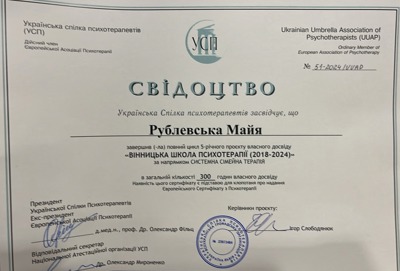 Українська спілка психотерапевтів
(УСП)
Дійсний член
Європейської Асоціації Психотерапії
УСП
Ukrainian Umbrella Association of
Psychotherapists (UUAP)
Ordinary Member of
European Association of Psychotherapy
№ 51-2024/UUAP
СВІДОЦТВО
Українська Спілка психотерапевтів засвідчує, що
Рублевська Майя
завершив (-ла) повний цикл 5-річного проекту власного досвіду
«ВІННИЦЬКА ШКОЛА ПСИХОТЕРАПІЇ (2018-2024)»
за напрямком СИСТЕМНА СІМЕЙНА ТЕРАПІЯ
в загальній кількості 300 годин власного досвіду
Наявність цього сертифікату є підставою для клопотання про надання
Європейського Сертифікату з Психотерапії
Президент
Української Спілки Психотерапевтів
Екс-президент
Європейської Асоціації Психотерапії
д.мед.н., проф. Олександр Фільц
Відповідальний секретар
Національної Атестаційної організації УСП
Др. Олександр Мироненко
Керівники проекту:
Ігор Слободянюк